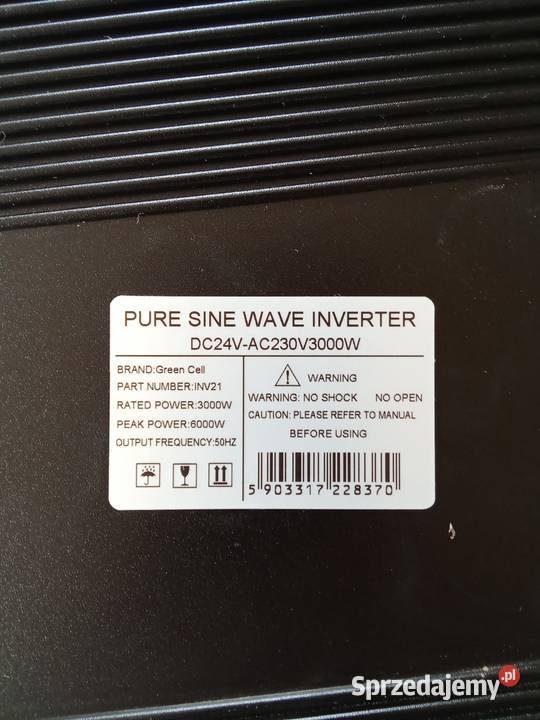 PURE SINE WAVE INVERTER
DC24V-AC230V3000W
BRAND:Green Cell
PART NUMBER:INV21
RATED POWER:3000W
PEAK POWER:6000W
OUTPUT FREQUENCY:50HZ
WARNING
WARNING: NO SHOCK NO OPEN
CAUTION: PLEASE REFER TO MANUAL
BEFORE USING
5 903317 228370
Sprzedajemy.pl